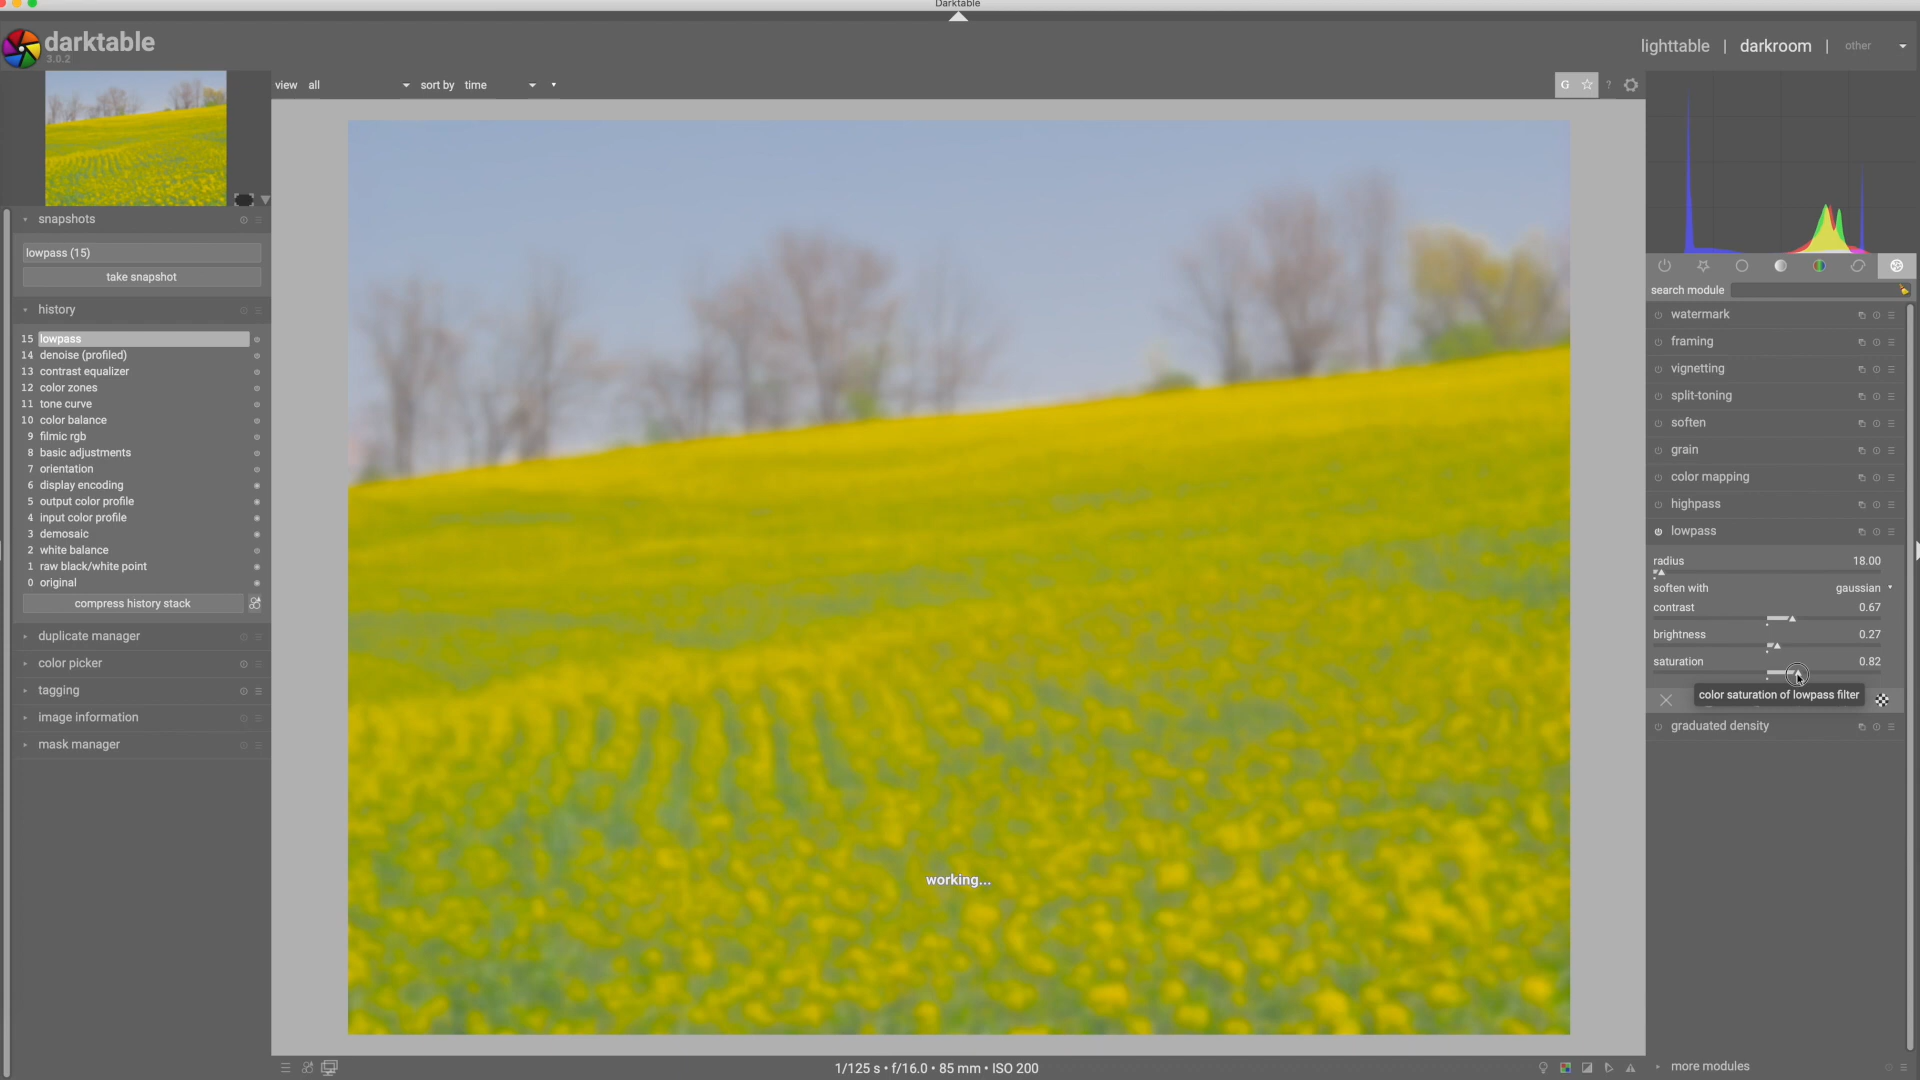 Darktable
darktable
3.0.2
lighttable | darkroom | other
view all sort by time
G ?
snapshots
lowpass (15)
take snapshot
history
15 lowpass
14 denoise (profiled)
13 contrast equalizer
12 color zones
11 tone curve
10 color balance
9 filmic rgb
8 basic adjustments
7 orientation
6 display encoding
5 output color profile
4 input color profile
3 demosaic
2 white balance
1 raw black/white point
0 original
compress history stack
duplicate manager
color picker
tagging
image information
mask manager
working...
1/125 s • f/16.0 • 85 mm • ISO 200
search module
watermark
framing
vignetting
split-toning
soften
grain
color mapping
highpass
lowpass
radius 18.00
soften with gaussian
contrast 0.67
brightness 0.27
saturation 0.82
color saturation of lowpass filter
graduated density
more modules